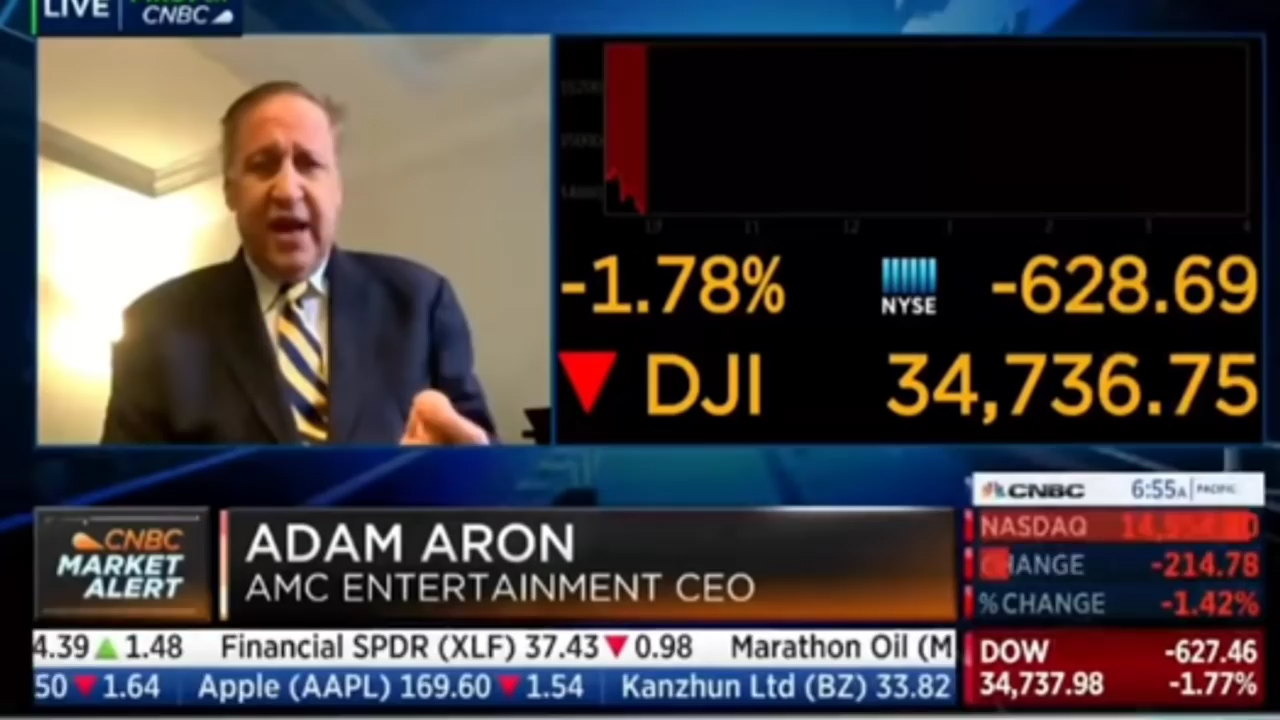 LIVE
CNBC
-1.78%
NYSE
-628.69
DJI
34,736.75
CNBC
MARKET
ALERT
ADAM ARON
AMC ENTERTAINMENT CEO
CNBC
6:55A
PACIFIC
NASDAQ
CHANGE
-214.78
% CHANGE
-1.42%
DOW
-627.46
34,737.98
-1.77%
4.39 1.48 Financial SPDR (XLF) 37.43 0.98 Marathon Oil (M
50 1.64 Apple (AAPL) 169.60 1.54 Kanzhun Ltd (BZ) 33.82